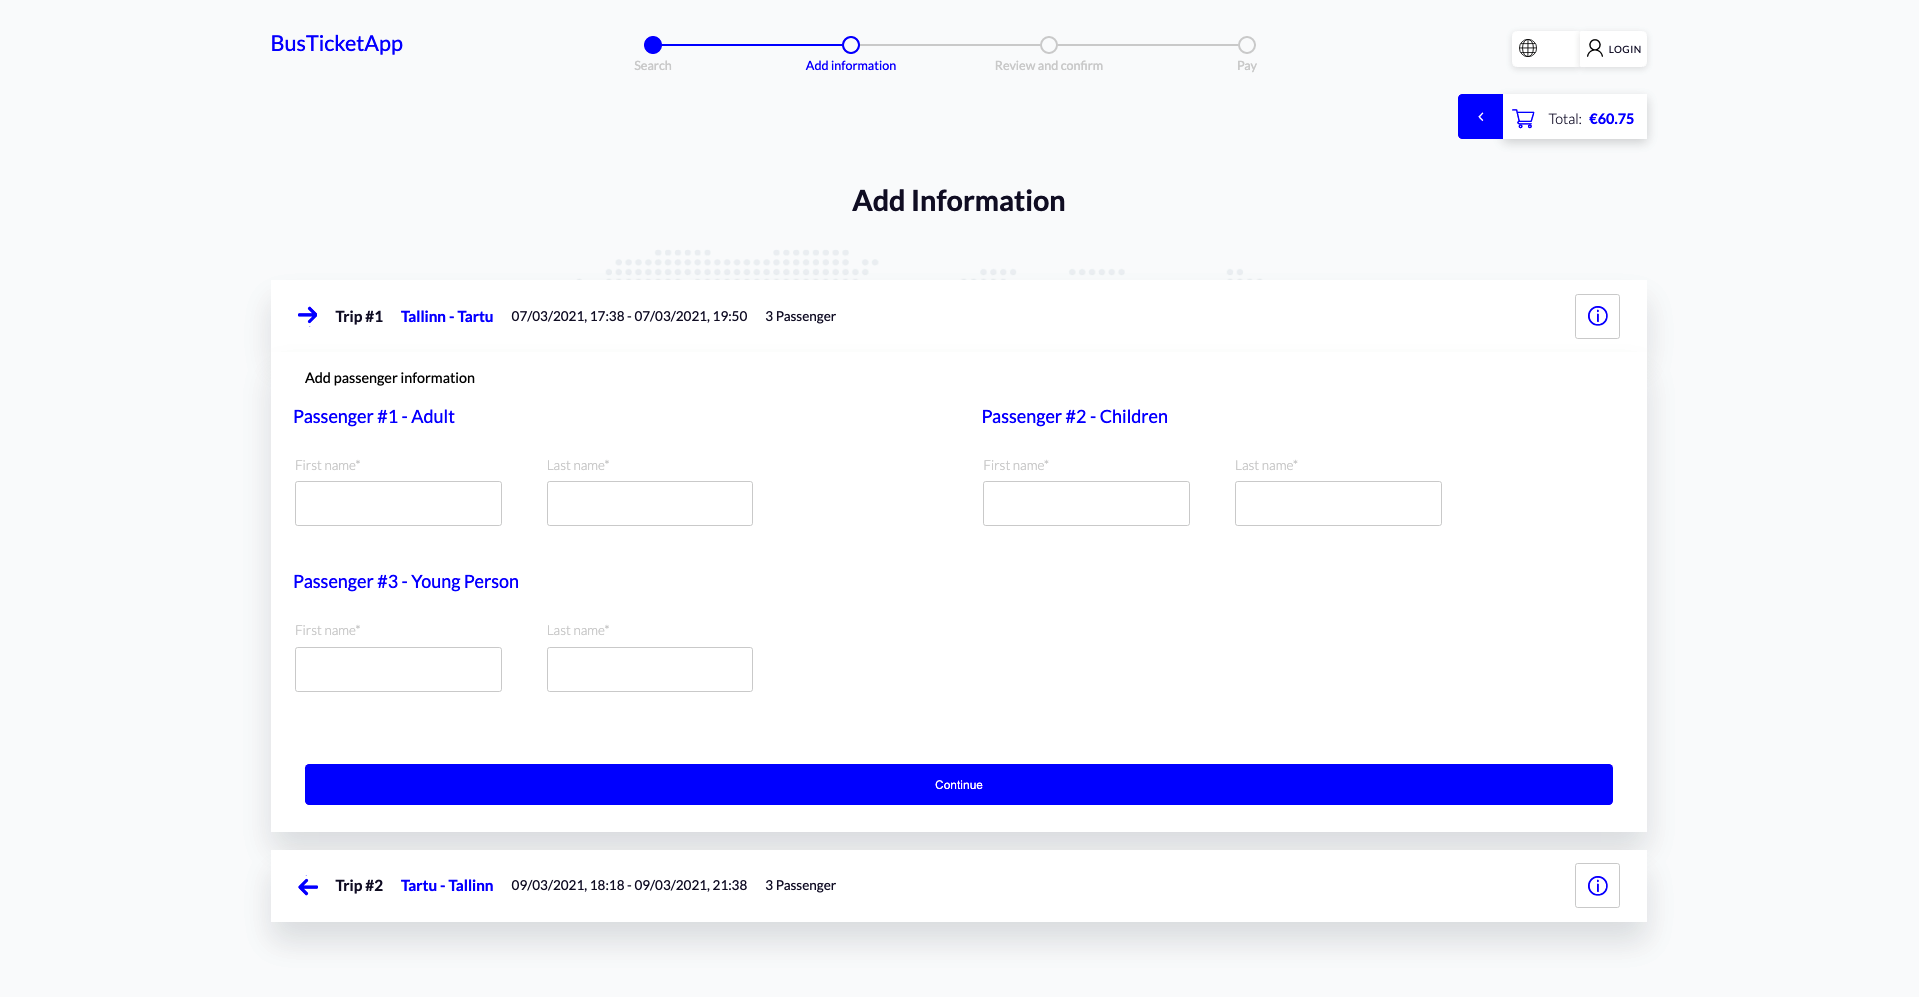 BusTicketApp
Search
Add information
Review and confirm
Pay
LOGIN
Total: €60.75
Add Information
Trip #1 Tallinn - Tartu 07/03/2021, 17:38 - 07/03/2021, 19:50 3 Passenger
Add passenger information
Passenger #1 - Adult
First name* Last name*
Passenger #2 - Children
First name* Last name*
Passenger #3 - Young Person
First name* Last name*
Continue
Trip #2 Tartu - Tallinn 09/03/2021, 18:18 - 09/03/2021, 21:38 3 Passenger